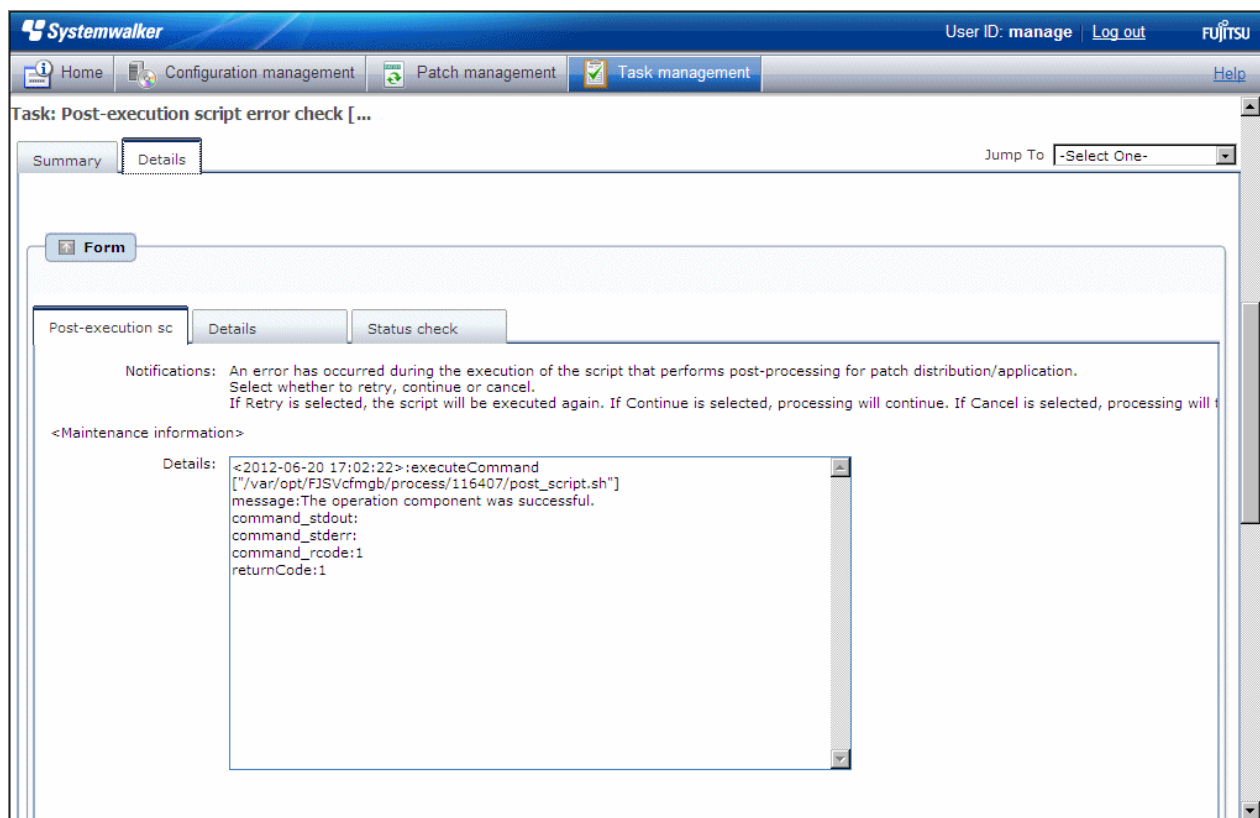 Systemwalker
User ID: manage Log out FUJITSU
Home Configuration management Patch management Task management Help
Task: Post-execution script error check [...
Summary Details Jump To -Select One-
Form
Post-execution sc Details Status check
Notifications: An error has occurred during the execution of the script that performs post-processing for patch distribution/application.
Select whether to retry, continue or cancel.
If Retry is selected, the script will be executed again. If Continue is selected, processing will continue. If Cancel is selected, processing will
<Maintenance information>
Details: <2012-06-20 17:02:22>:executeCommand
["/var/opt/FJSVcfmgb/process/116407/post_script.sh"]
message:The operation component was successful.
command_stdout:
command_stderr:
command_rcode:1
returnCode:1